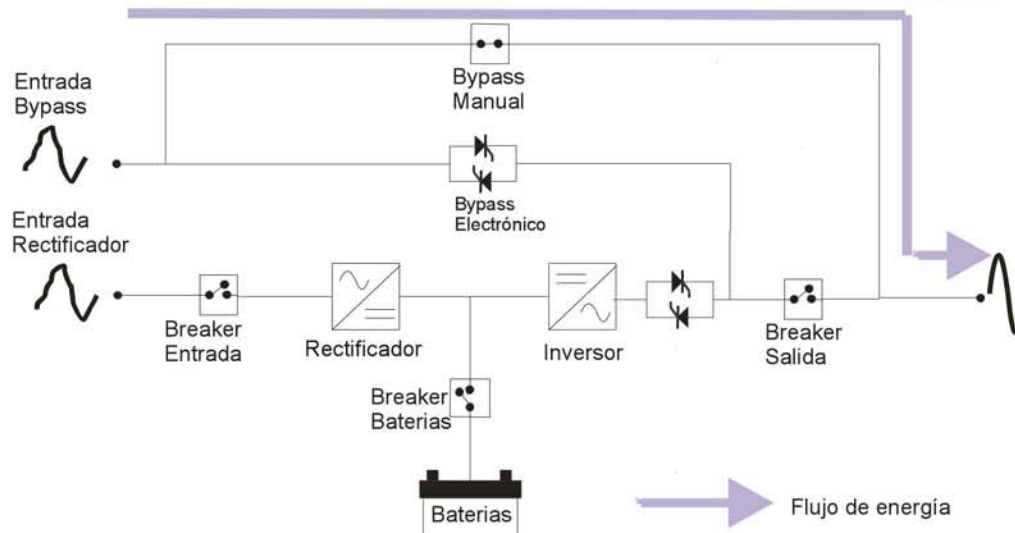 Entrada
Bypass
Bypass
Manual
Bypass
Electrónico
Entrada
Rectificador
Breaker
Entrada
Rectificador
Inversor
Breaker
Salida
Breaker
Baterias
Baterias
Flujo de energía